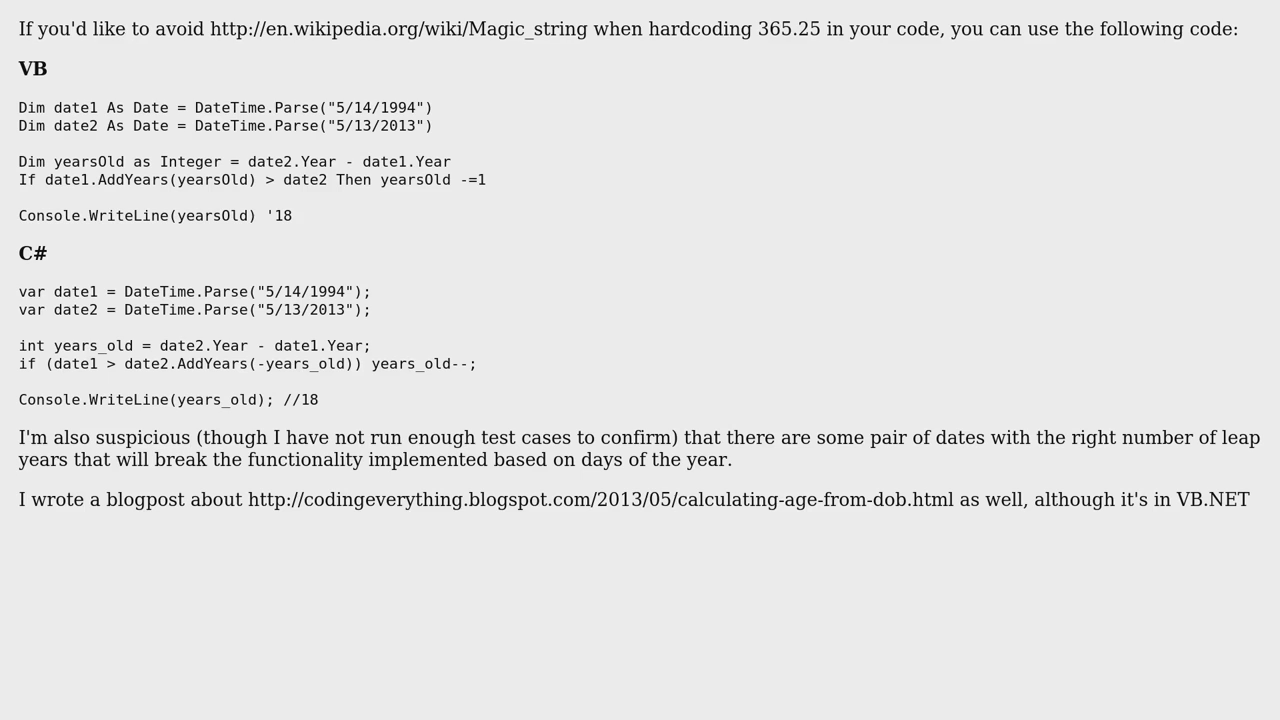 If you'd like to avoid http://en.wikipedia.org/wiki/Magic_string when hardcoding 365.25 in your code, you can use the following code:
VB
Dim date1 As Date = DateTime.Parse("5/14/1994")
Dim date2 As Date = DateTime.Parse("5/13/2013")
Dim yearsOld as Integer = date2.Year - date1.Year
If date1.AddYears(yearsOld) > date2 Then yearsOld -=1
Console.WriteLine(yearsOld) '18
C#
var date1 = DateTime.Parse("5/14/1994");
var date2 = DateTime.Parse("5/13/2013");
int years_old = date2.Year - date1.Year;
if (date1 > date2.AddYears(-years_old)) years_old--;
Console.WriteLine(years_old); //18
I'm also suspicious (though I have not run enough test cases to confirm) that there are some pair of dates with the right number of leap
years that will break the functionality implemented based on days of the year.
I wrote a blogpost about http://codingeverything.blogspot.com/2013/05/calculating-age-from-dob.html as well, although it's in VB.NET